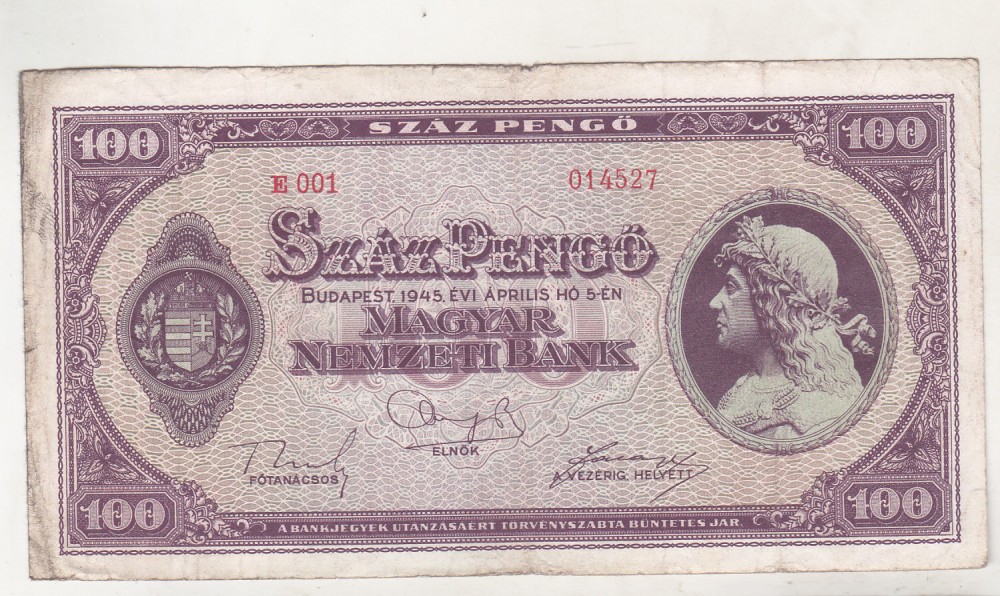 100 SZÁZ PENGŐ 100
E 001 014527
SZÁZ PENGŐ
BUDAPEST, 1945. ÉVI ÁPRILIS HÓ 5-ÉN
MAGYAR
NEMZETI BANK
ELNÖK
FŐTANÁCSOS A VEZÉRIG. HELYETT
100 100
A BANKJEGYEK UTÁNZÁSÁÉRT TÖRVÉNYSZABTA BÜNTETÉS JÁR.